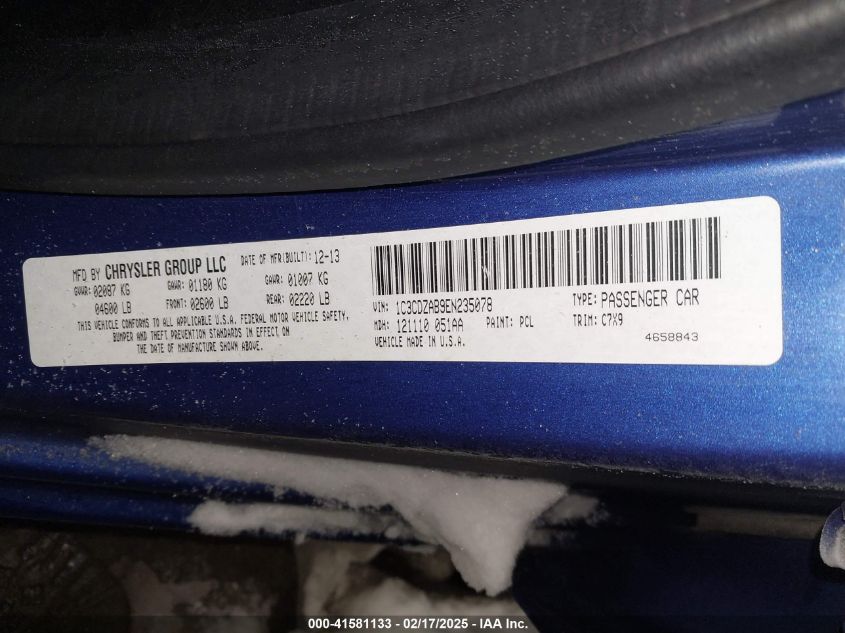 MFD BY CHRYSLER GROUP LLC DATE OF MFR(BUILT): 12-13
GVWR: 02087 KG GAWR: 01180 KG GAWR: 01007 KG
04600 LB FRONT: 02600 LB REAR: 02220 LB
THIS VEHICLE CONFORMS TO ALL APPLICABLE U.S.A. FEDERAL MOTOR VEHICLE SAFETY,
BUMPER AND THEFT PREVENTION STANDARDS IN EFFECT ON
THE DATE OF MANUFACTURE SHOWN ABOVE.
VIN: 1C3CDZAB9EN235078 TYPE: PASSENGER CAR
MDH: 121110 051AA PAINT: PCL TRIM: C7X9
VEHICLE MADE IN U.S.A. 4658843
000-41581133 - 02/17/2025 - IAA Inc.